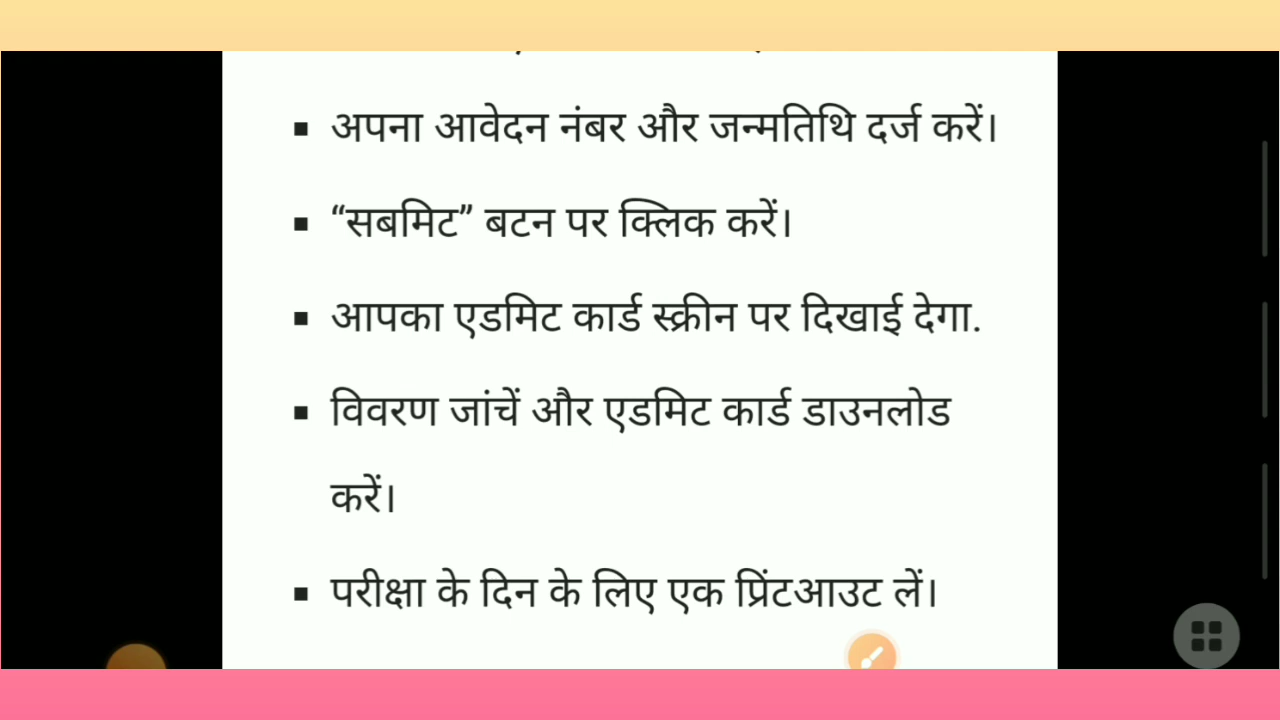 ▪ अपना आवेदन नंबर और जन्मतिथि दर्ज करें।
▪ “सबमिट” बटन पर क्लिक करें।
▪ आपका एडमिट कार्ड स्क्रीन पर दिखाई देगा.
▪ विवरण जांचें और एडमिट कार्ड डाउनलोड
करें।
▪ परीक्षा के दिन के लिए एक प्रिंटआउट लें।